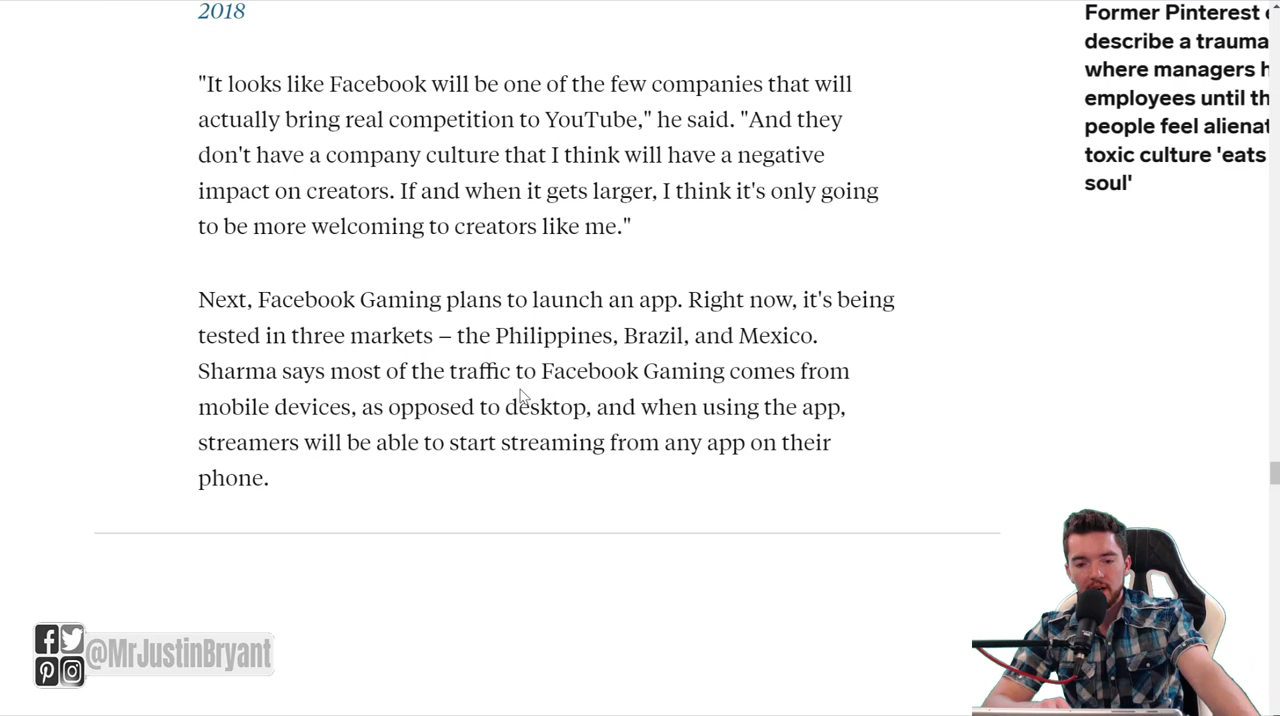 2018
"It looks like Facebook will be one of the few companies that will
actually bring real competition to YouTube," he said. "And they
don't have a company culture that I think will have a negative
impact on creators. If and when it gets larger, I think it's only going
to be more welcoming to creators like me."
Next, Facebook Gaming plans to launch an app. Right now, it's being
tested in three markets – the Philippines, Brazil, and Mexico.
Sharma says most of the traffic to Facebook Gaming comes from
mobile devices, as opposed to desktop, and when using the app,
streamers will be able to start streaming from any app on their
phone.
Former Pinterest
describe a trauma
where managers h
employees until th
people feel alienat
toxic culture 'eats
soul'
@MrJustinBryant